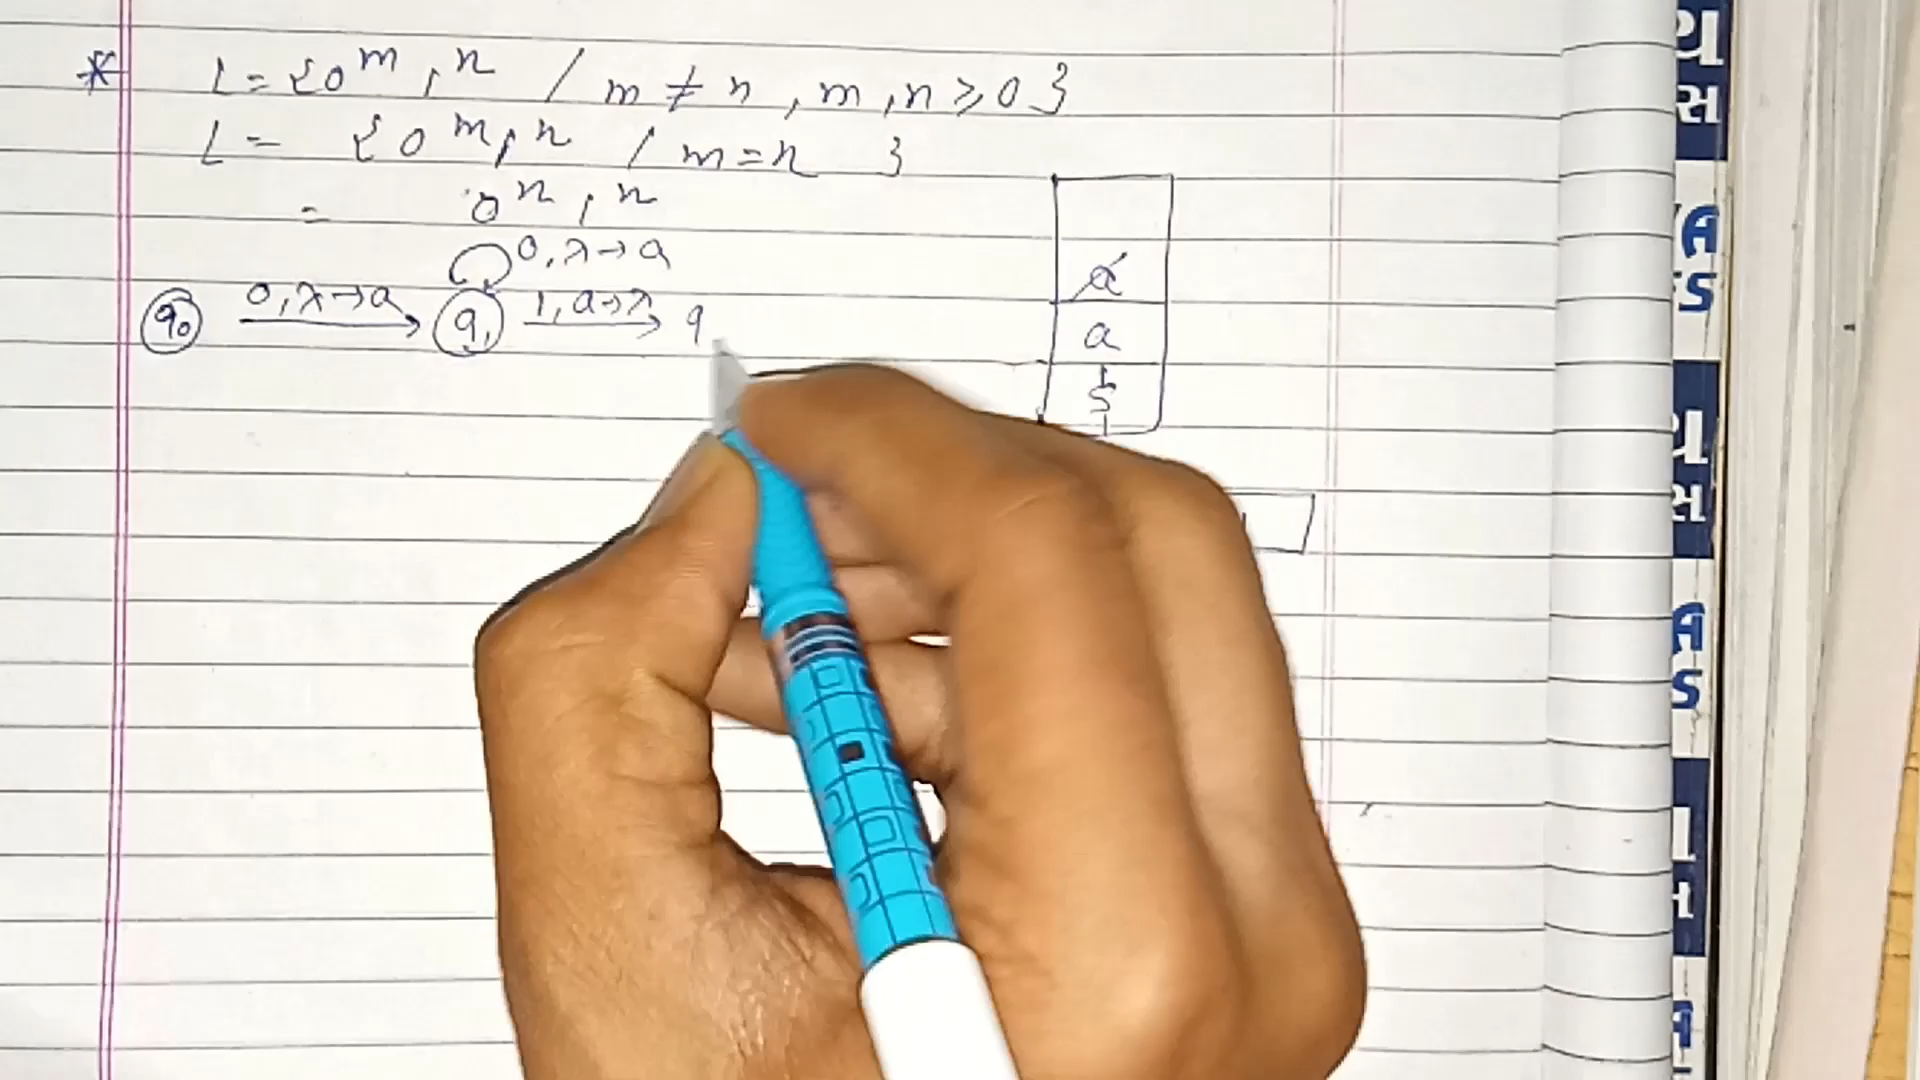 * L = {0^m 1^n / m ≠ n, m, n ≥ 0}
L = {0^m 1^n / m = n }
= 0^n 1^n
0, λ → a
q0 0, λ → a q1 1, a → λ q
a
a
$